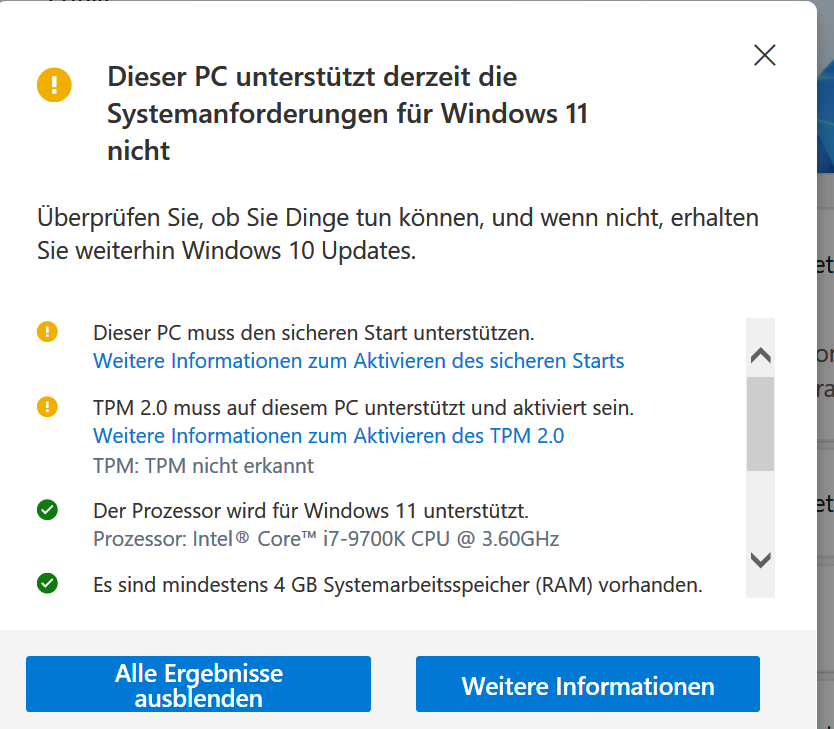 Dieser PC unterstützt derzeit die
Systemanforderungen für Windows 11
nicht
Überprüfen Sie, ob Sie Dinge tun können, und wenn nicht, erhalten
Sie weiterhin Windows 10 Updates.
Dieser PC muss den sicheren Start unterstützen.
Weitere Informationen zum Aktivieren des sicheren Starts
TPM 2.0 muss auf diesem PC unterstützt und aktiviert sein.
Weitere Informationen zum Aktivieren des TPM 2.0
TPM: TPM nicht erkannt
Der Prozessor wird für Windows 11 unterstützt.
Prozessor: Intel® Core™ i7-9700K CPU @ 3.60GHz
Es sind mindestens 4 GB Systemarbeitsspeicher (RAM) vorhanden.
Alle Ergebnisse
ausblenden
Weitere Informationen